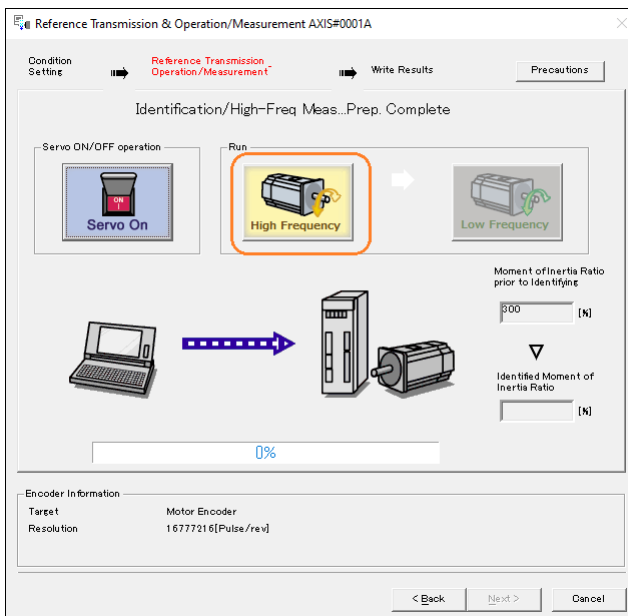 Reference Transmission & Operation/Measurement AXIS#0001A
Condition
Setting
Reference Transmission
Operation/Measurement
Write Results
Precautions
Identification/High-Freq Meas...Prep. Complete
Servo ON/OFF operation
Run
ON
I
Servo On
High Frequency
Low Frequency
Moment of Inertia Ratio
prior to Identifying
300
[%]
Identified Moment of
Inertia Ratio
[%]
0%
Encoder Information
Target Motor Encoder
Resolution 16777216[Pulse/rev]
< Back
Next >
Cancel